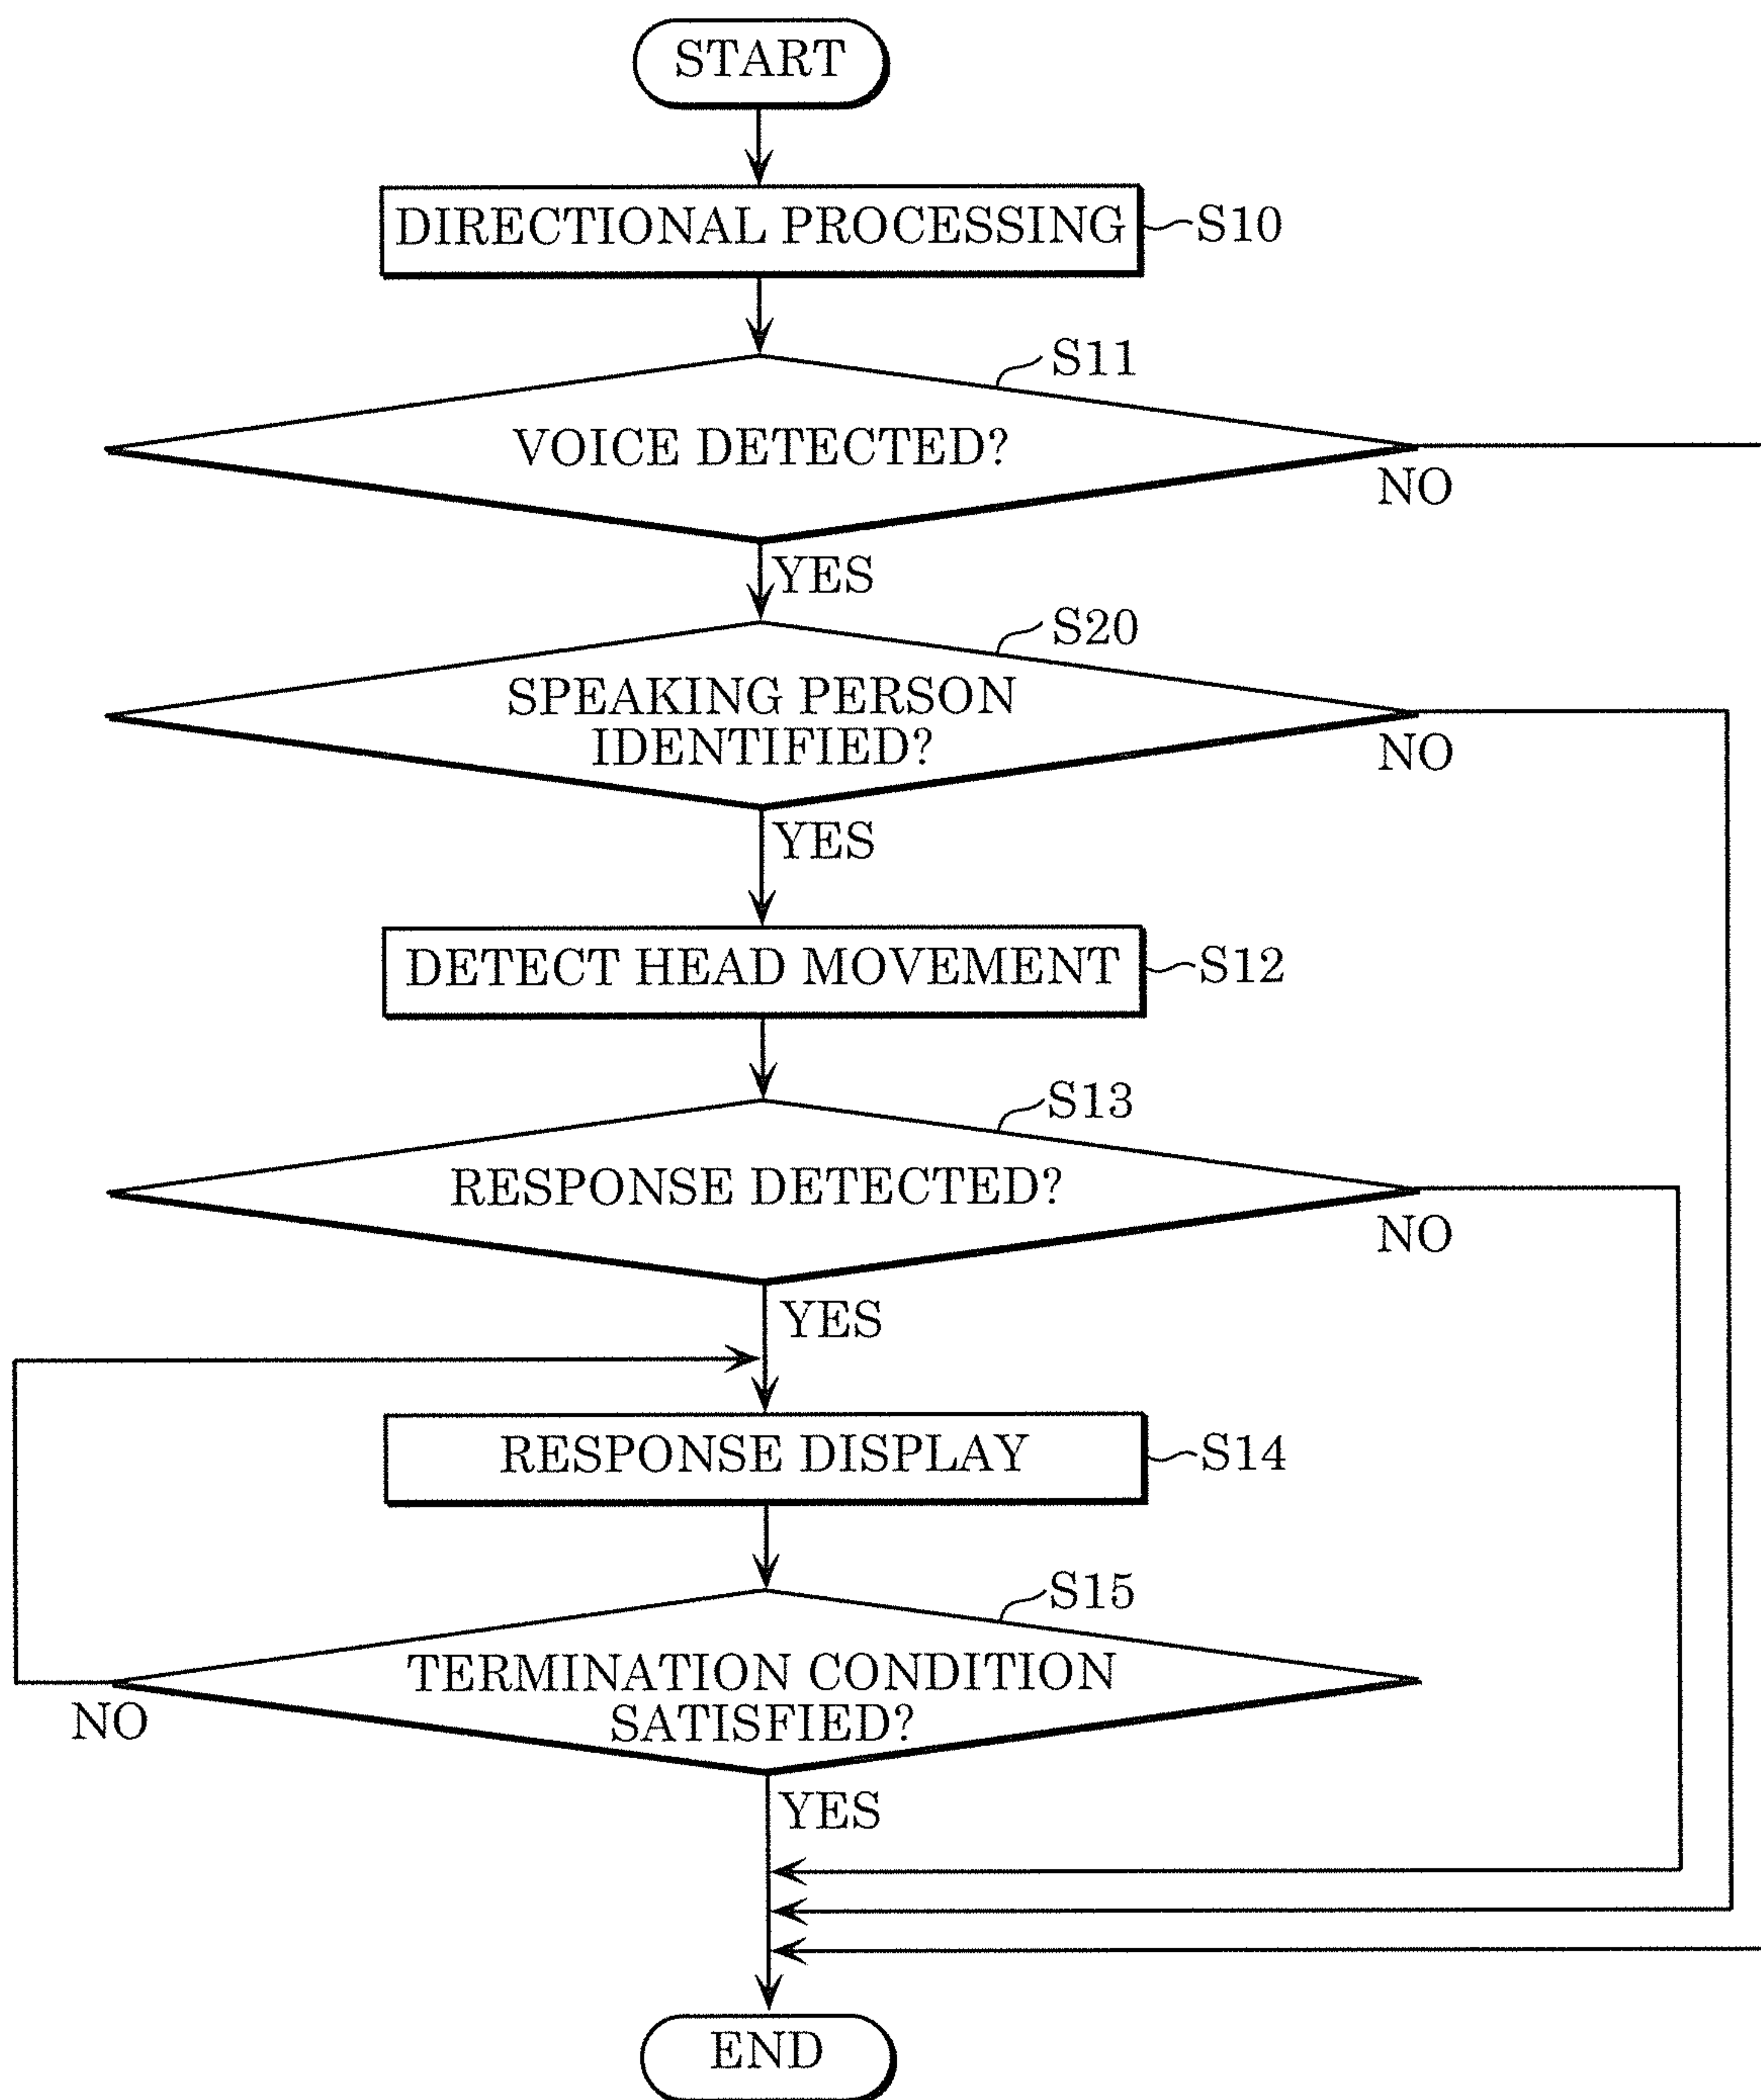 START
DIRECTIONAL PROCESSING
S10
S11
VOICE DETECTED?
NO
YES
S20
SPEAKING PERSON
IDENTIFIED?
NO
YES
DETECT HEAD MOVEMENT
S12
S13
RESPONSE DETECTED?
NO
YES
RESPONSE DISPLAY
S14
S15
TERMINATION CONDITION
SATISFIED?
NO
YES
END